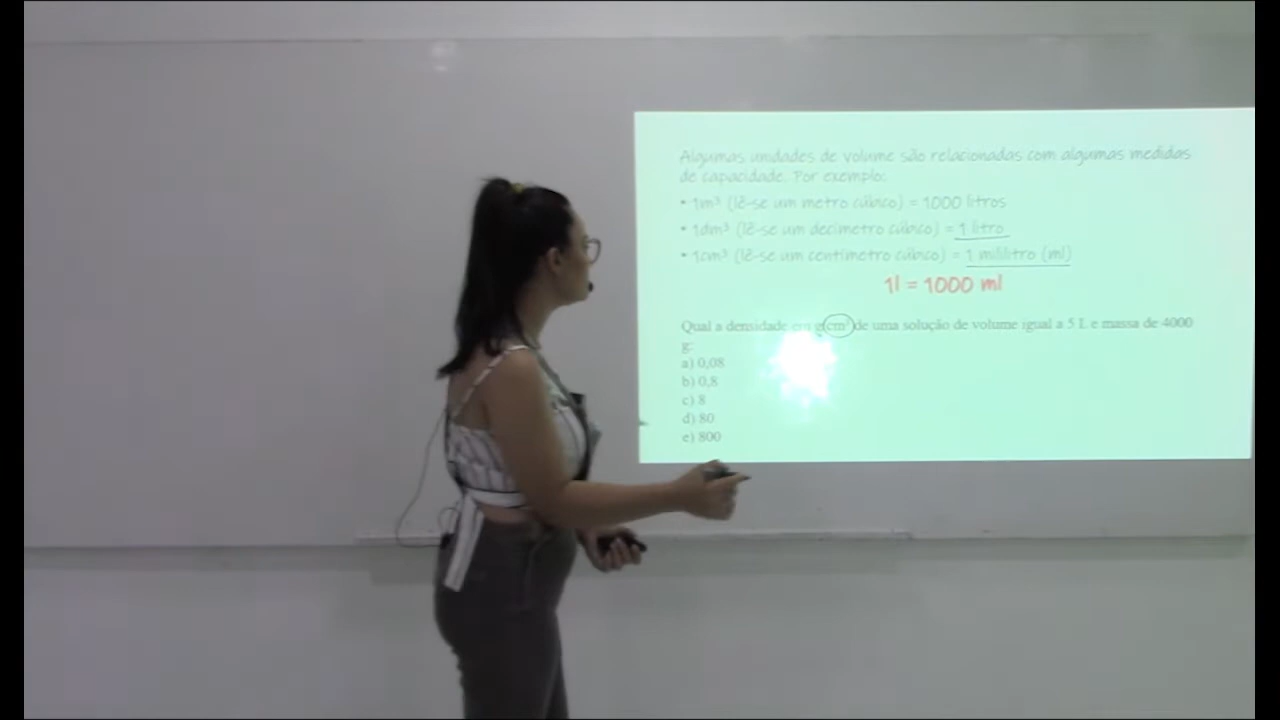 Algumas unidades de volume são relacionadas com algumas medidas
de capacidade. Por exemplo:
• 1m³ (lê-se um metro cúbico) = 1000 litros
• 1dm³ (lê-se um decímetro cúbico) = 1 litro
• 1cm³ (lê-se um centímetro cúbico) = 1 mililitro (ml)
1l = 1000 ml
Qual a densidade em g/cm³ de uma solução de volume igual a 5 L e massa de 4000
g:
a) 0,08
b) 0,8
c) 8
d) 80
e) 800